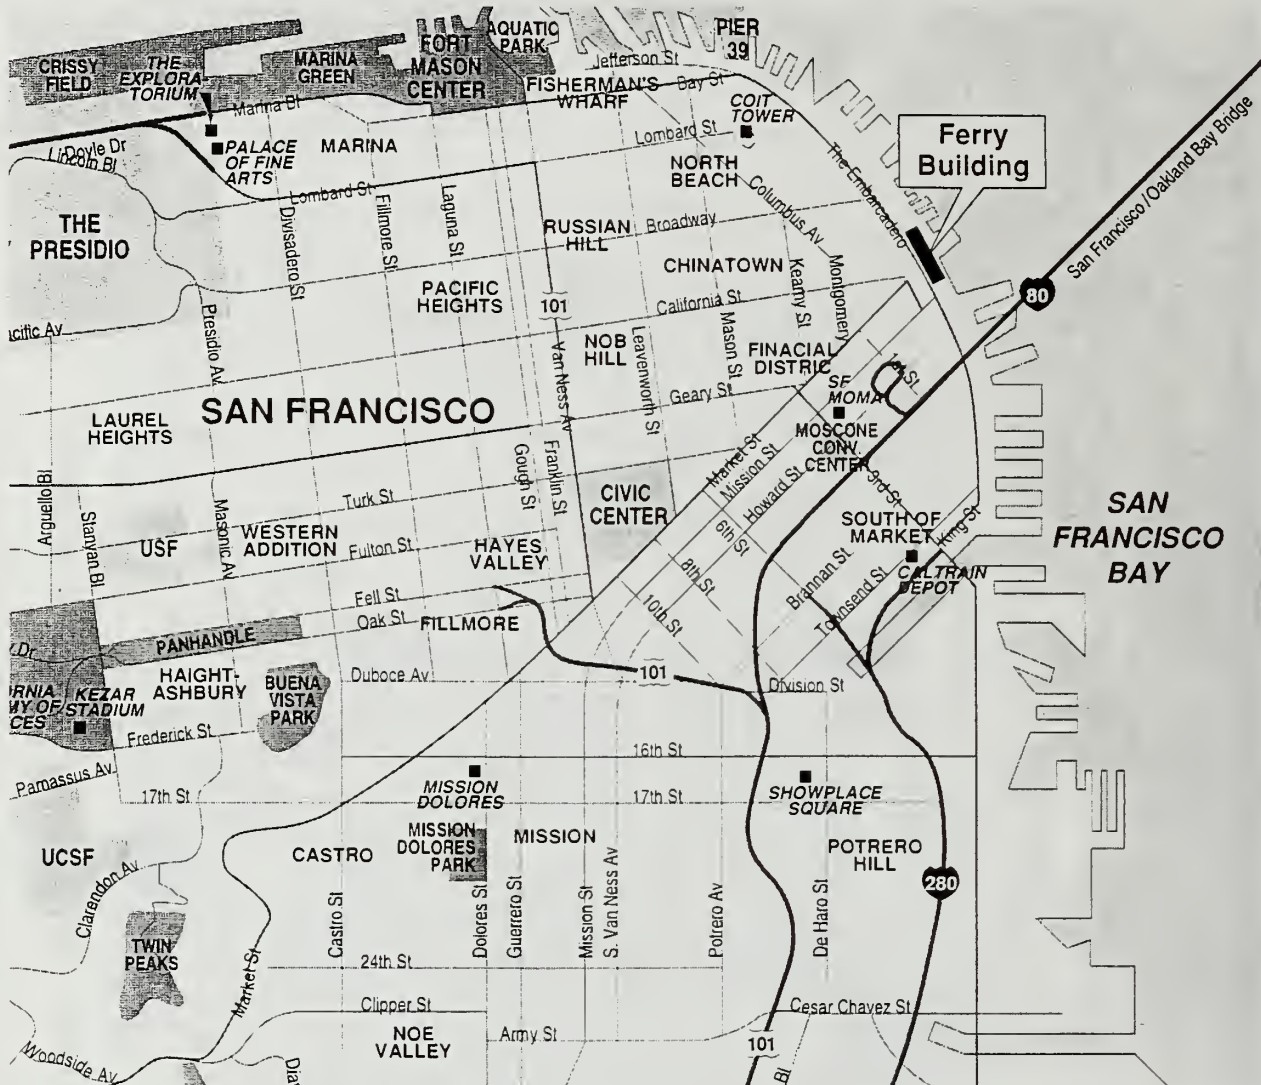 AQUATIC
PARK
PIER
39
CRISSY
FIELD
THE
EXPLORA
TORIUM
MARINA
GREEN
FORT
MASON
CENTER
Jefferson St
FISHERMAN'S
WHARF
Bay St
Marina Bl
COIT
TOWER
Lombard St
Ferry
Building
Doyle Dr
Lincoln Bl
PALACE
OF FINE
ARTS
MARINA
NORTH
BEACH
The Embarcadero
San Francisco/Oakland Bay Bridge
THE
PRESIDIO
Lombard St
Divisadero St
Fillmore St
Laguna St
RUSSIAN
HILL
Broadway
Columbus Av
CHINATOWN
Kearny St
Montgomery
PACIFIC
HEIGHTS
101
California St
80
acific Av
Presidio Av
Van Ness Av
NOB
HILL
Leavenworth St
Mason St
FINACIAL
DISTRIC
1st St
SF
MOMA
Geary St
LAUREL
HEIGHTS
SAN FRANCISCO
MOSCONE
CONV.
CENTER
Market St
Mission St
Howard St
3rd St
Arguello Bl
Stanyan Bl
Masonic Av
Turk St
Gough St
Franklin St
CIVIC
CENTER
6th St
SOUTH OF
MARKET
King St
SAN
FRANCISCO
BAY
USF
WESTERN
ADDITION
Fulton St
HAYES
VALLEY
8th St
10th St
Brannan St
Townsend St
CALTRAIN
DEPOT
Fell St
Oak St
FILLMORE
PANHANDLE
Dr
HAIGHT-
ASHBURY
BUENA
VISTA
PARK
Duboce Av
101
Division St
RNIA
MY OF
CES
KEZAR
STADIUM
Frederick St
16th St
Parnassus Av
17th St
MISSION
DOLORES
17th St
SHOWPLACE
SQUARE
UCSF
CASTRO
MISSION
DOLORES
PARK
MISSION
POTRERO
HILL
280
Clarendon Av
Castro St
Dolores St
Guerrero St
Mission St
S. Van Ness Av
Potrero Av
De Haro St
TWIN
PEAKS
Market St
24th St
Clipper St
Cesar Chavez St
NOE
VALLEY
Army St
101
Woodside Av
Dia
Bl